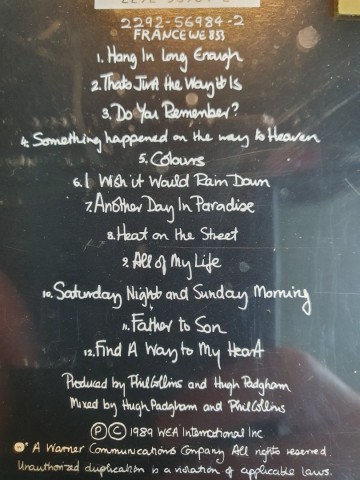 2292-56984-2
FRANCE WE 833
1. Hang In Long Enough
2. That's Just the Way It Is
3. Do You Remember?
4. Something happened on the way to Heaven
5. Colours
6. I Wish it Would Rain Down
7. Another Day In Paradise
8. Heat on the Street
9. All of My Life
10. Saturday Night and Sunday Morning
11. Father to Son
12. Find A Way to My Heart
Produced by Phil Collins and Hugh Padgham
Mixed by Hugh Padgham and Phil Collins
Ⓟ Ⓒ 1989 WEA International Inc
A Warner Communications Company All rights reserved.
Unauthorized duplication is a violation of applicable laws.